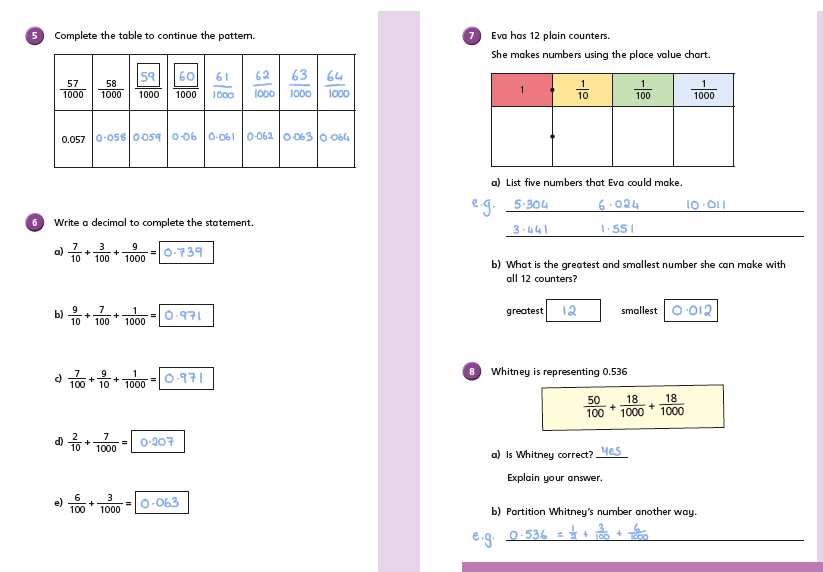 5 Complete the table to continue the pattern.
57/1000 58/1000 59/1000 60/1000 61/1000 62/1000 63/1000 64/1000
0.057 0.058 0.059 0.06 0.061 0.062 0.063 0.064
6 Write a decimal to complete the statement.
a) 7/10 + 3/100 + 9/1000 = 0.739
b) 9/10 + 7/100 + 1/1000 = 0.971
c) 7/100 + 9/10 + 1/1000 = 0.971
d) 2/10 + 7/1000 = 0.207
e) 6/100 + 3/1000 = 0.063
7 Eva has 12 plain counters.
She makes numbers using the place value chart.
1 1/10 1/100 1/1000
a) List five numbers that Eva could make.
e.g. 5.304 6.024 10.011
3.441 1.551
b) What is the greatest and smallest number she can make with
all 12 counters?
greatest 12 smallest 0.012
8 Whitney is representing 0.536
50/100 + 18/1000 + 18/1000
a) Is Whitney correct? yes
Explain your answer.
b) Partition Whitney's number another way.
e.g. 0.536 = 1/2 + 3/100 + 6/1000